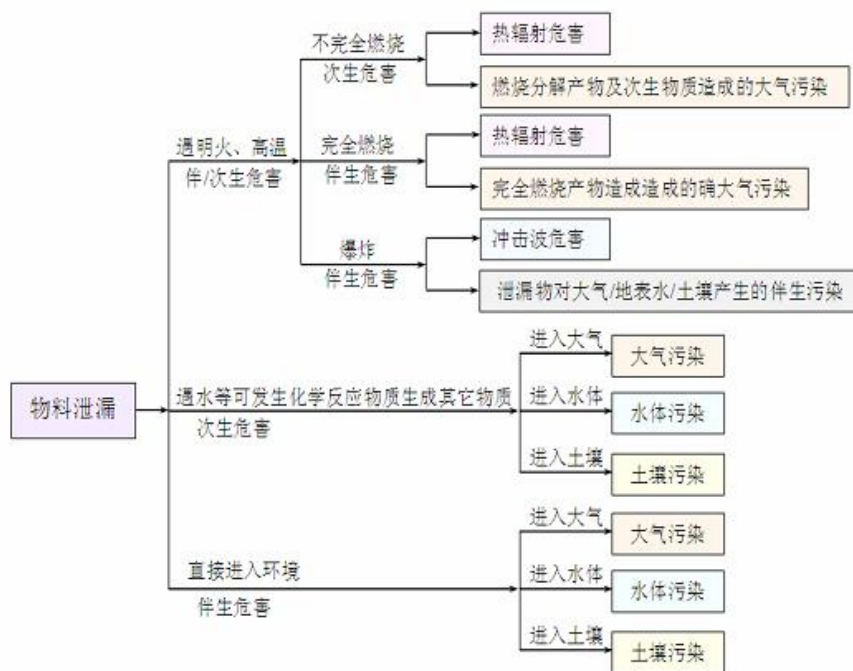 不完全燃烧
次生危害
热辐射危害
燃烧分解产物及次生物质造成的大气污染
遇明火、高温
伴/次生危害
完全燃烧
伴生危害
热辐射危害
完全燃烧产物造成造成的确大气污染
爆炸
伴生危害
冲击波危害
泄漏物对大气/地表水/土壤产生的伴生污染
物料泄漏
遇水等可发生化学反应物质生成其它物质
次生危害
进入大气
大气污染
进入水体
水体污染
进入土壤
土壤污染
直接进入环境
伴生危害
进入大气
大气污染
进入水体
水体污染
进入土壤
土壤污染